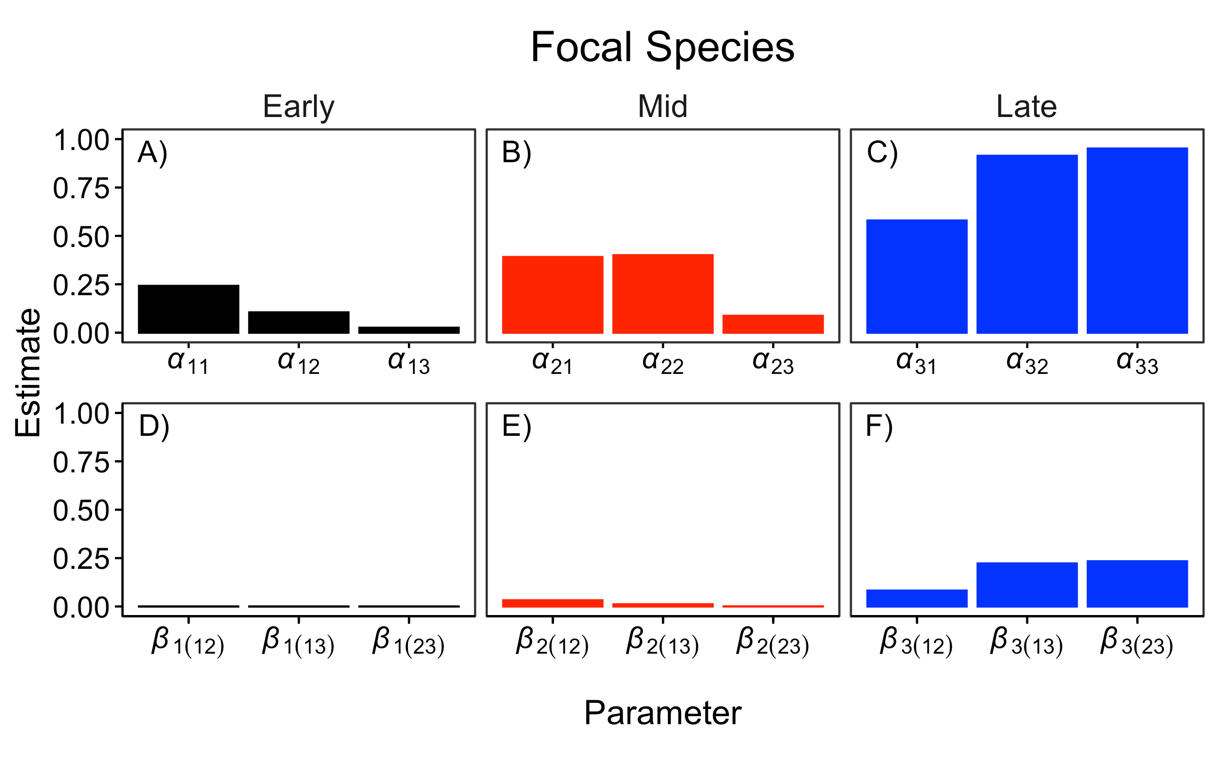 Focal Species
Early Mid Late
Estimate
A) B) C)
1.00
0.75
0.50
0.25
0.00
α11 α12 α13 α21 α22 α23 α31 α32 α33
D) E) F)
1.00
0.75
0.50
0.25
0.00
β1(12) β1(13) β1(23) β2(12) β2(13) β2(23) β3(12) β3(13) β3(23)
Parameter